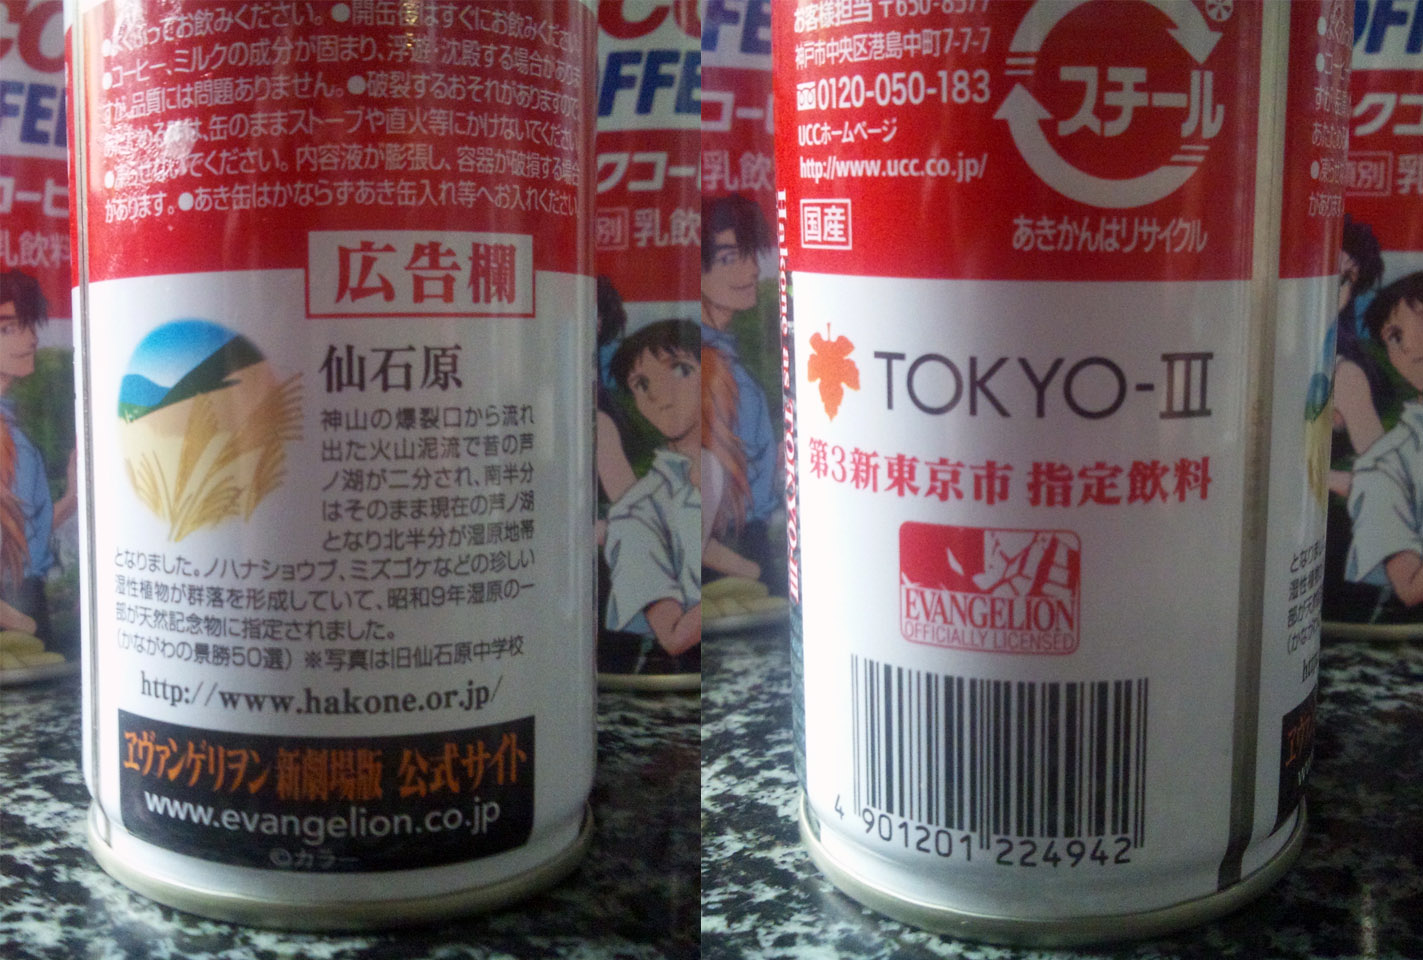 ●よくふってお飲みください。●開缶後はすぐにお飲みください。
●コーヒー、ミルクの成分が固まり、浮遊・沈殿する場合があります
すが、品質には問題ありません。●破裂するおそれがありますので、
は、缶のままストーブや直火等にかけないでください。
●凍らせないでください。内容液が膨張し、容器が破損する場合
があります。●あき缶はかならずあき缶入れ等へお入れください。
広告欄
仙石原
神山の爆裂口から流れ
出た火山泥流で昔の芦
ノ湖が二分され、南半分
はそのまま現在の芦ノ湖
となり北半分が湿原地帯
となりました。ノハナショウブ、ミズゴケなどの珍しい
湿性植物が群落を形成していて、昭和9年湿原の一
部が天然記念物に指定されました。
(かながわの景勝50選) ※写真は旧仙石原中学校
http://www.hakone.or.jp/
ヱヴァンゲリヲン新劇場版 公式サイト
www.evangelion.co.jp
©カラー
お客様担当 〒650-8577
神戸市中央区港島中町7-7-7
0120-050-183
UCCホームページ
http://www.ucc.co.jp/
国産
スチール
あきかんはリサイクル
TOKYO-III
第3新東京市 指定飲料
EVANGELION
OFFICIALLY LICENSED
4 901201 224942
Hakone as TOKYO-III
乳飲料